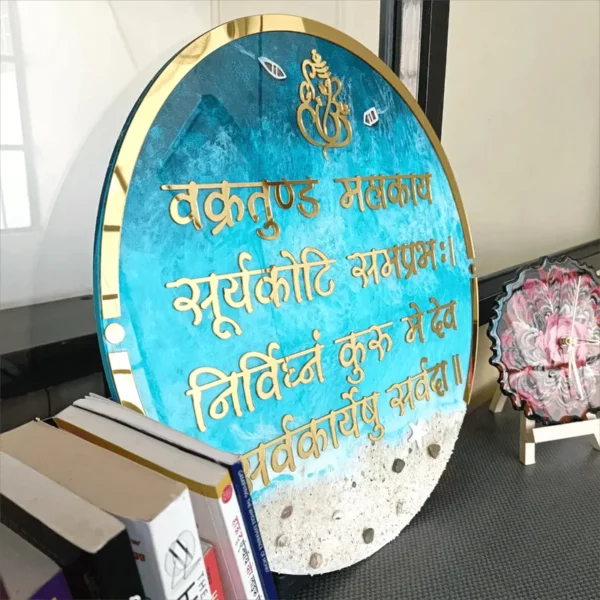 वक्रतुण्ड महाकाय
सूर्यकोटि समप्रभः।
निर्विघ्नं कुरु मे देव
सर्वकार्येषु सर्वदा॥